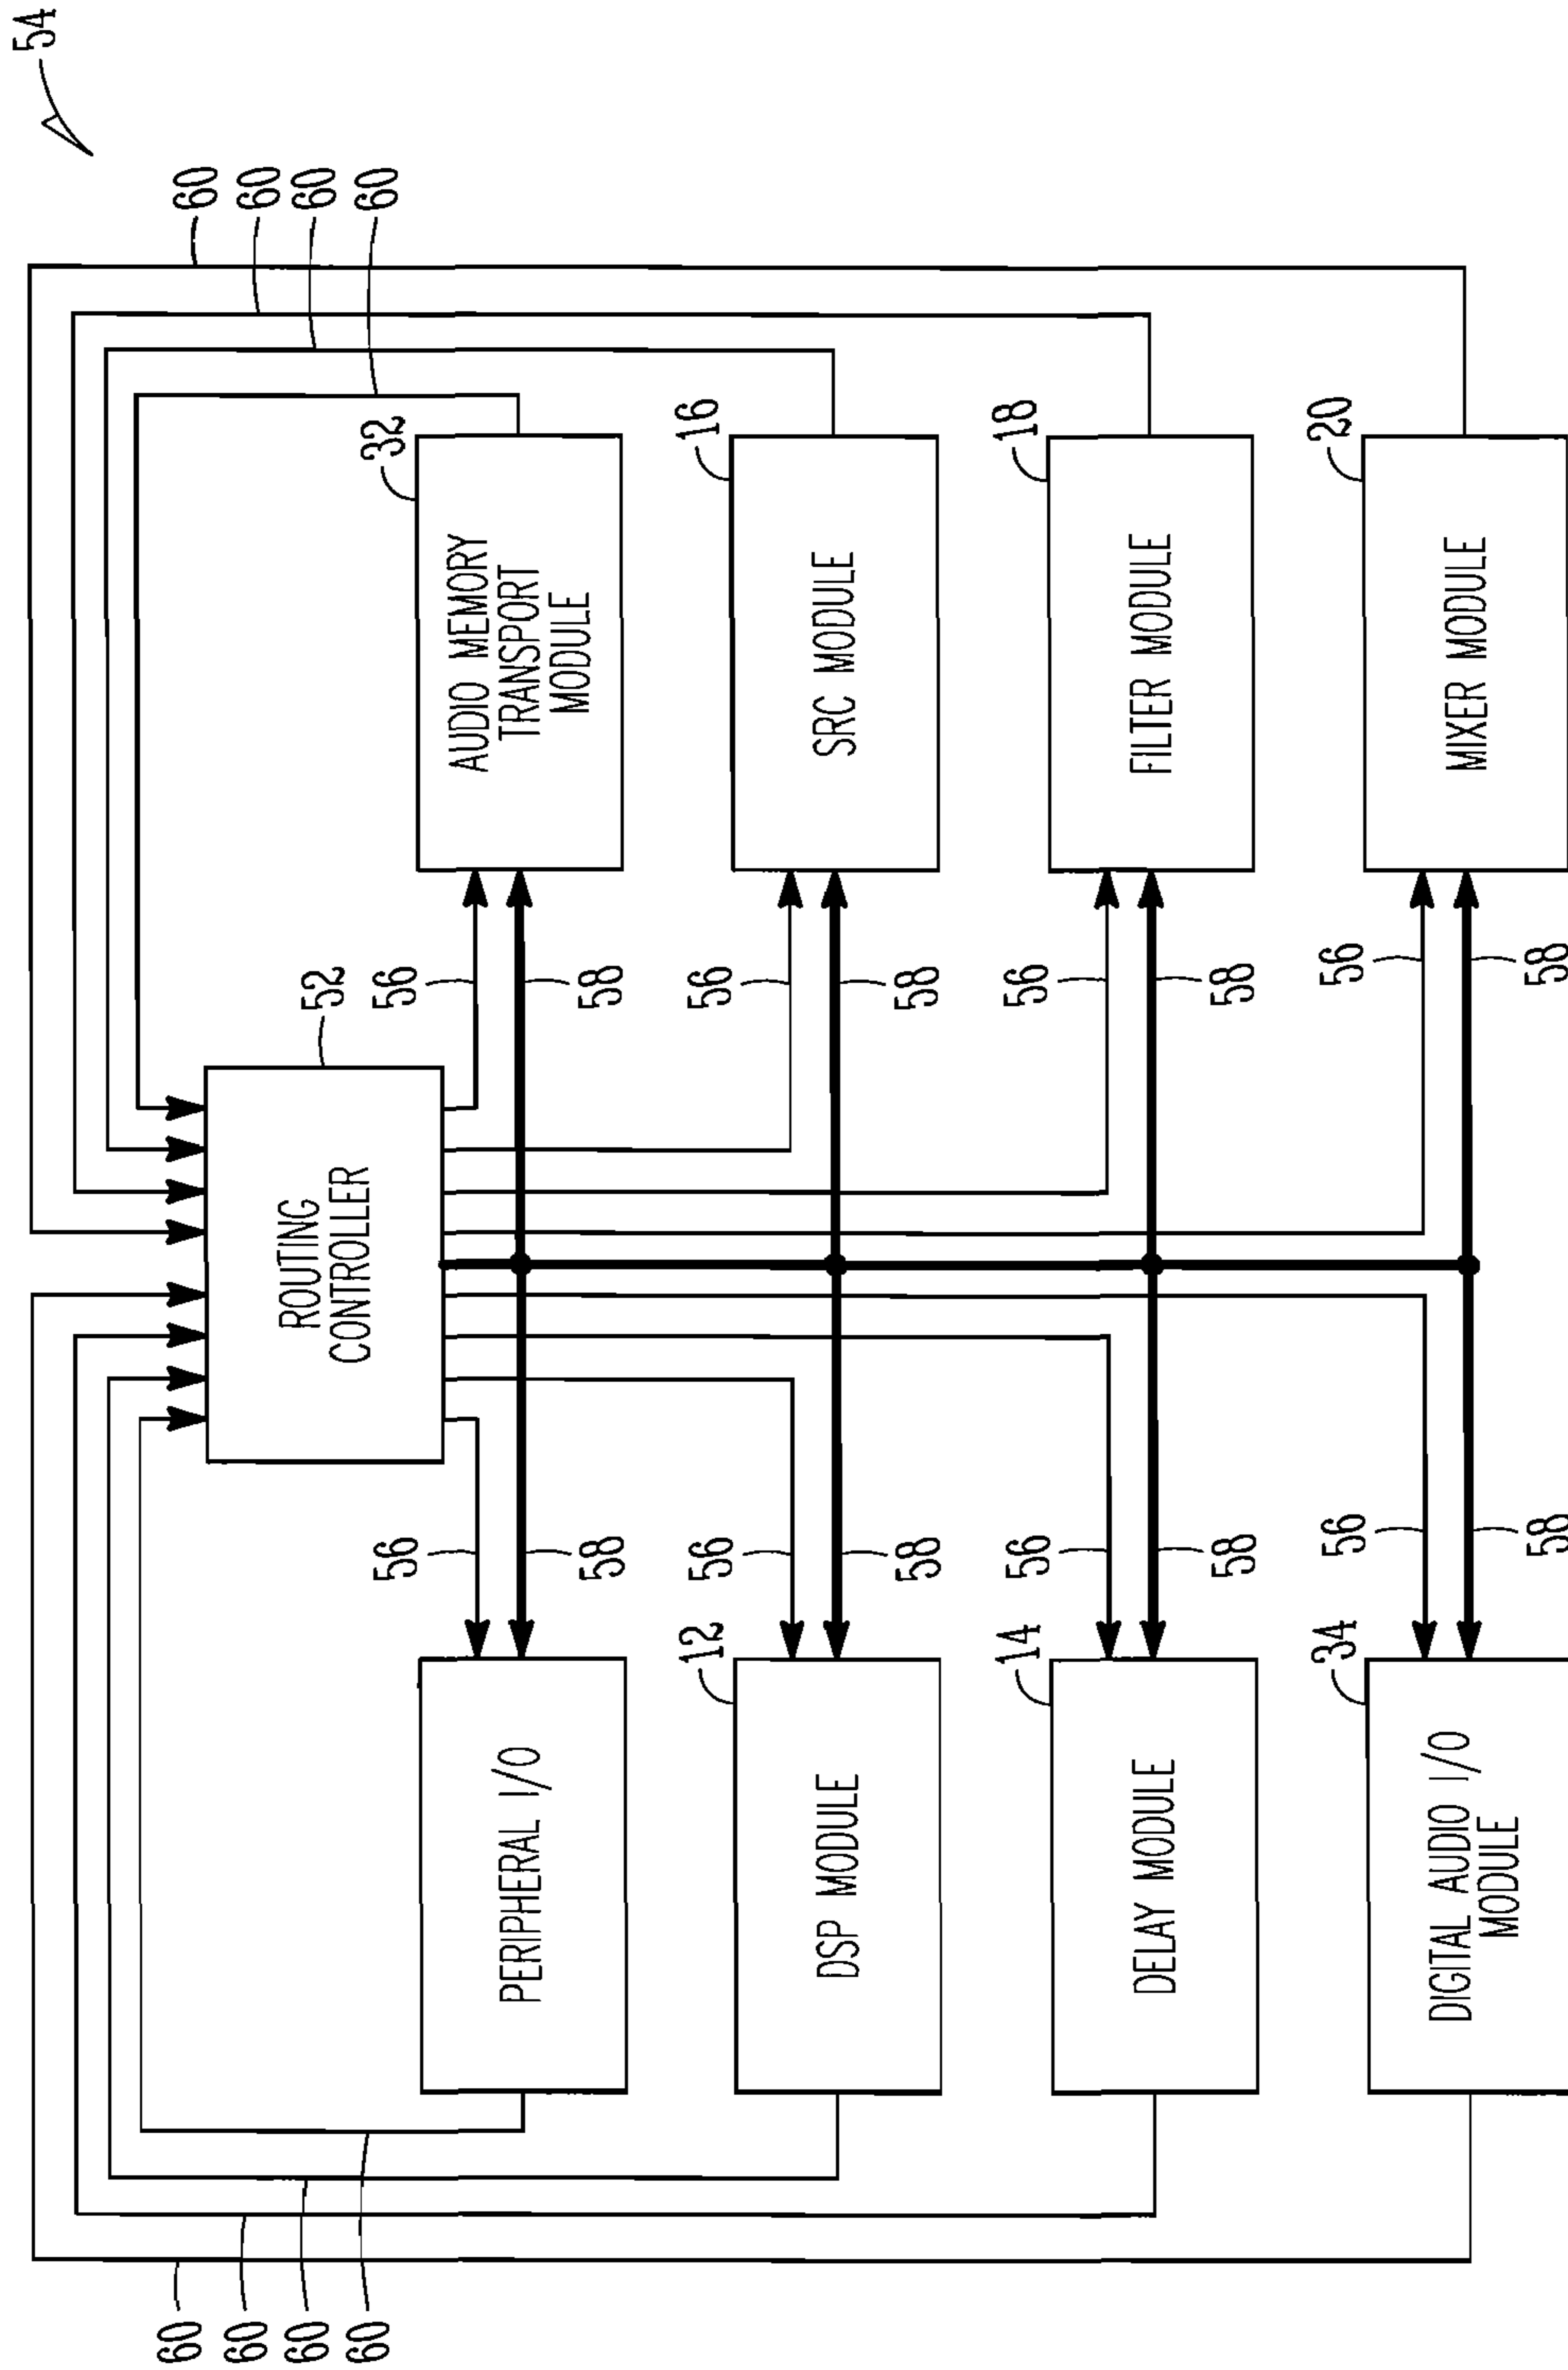 54
60
60
60
60
52
ROUTING
CONTROLLER
32
AUDIO MEMORY
TRANSPORT
MODULE
56
58
56
58
PERIPHERAL I/O
16
SRC MODULE
56
58
56
58
12
DSP MODULE
18
FILTER MODULE
56
58
56
58
14
DELAY MODULE
20
MIXER MODULE
56
58
56
58
34
DIGITAL AUDIO I/O
MODULE
60
60
60
60